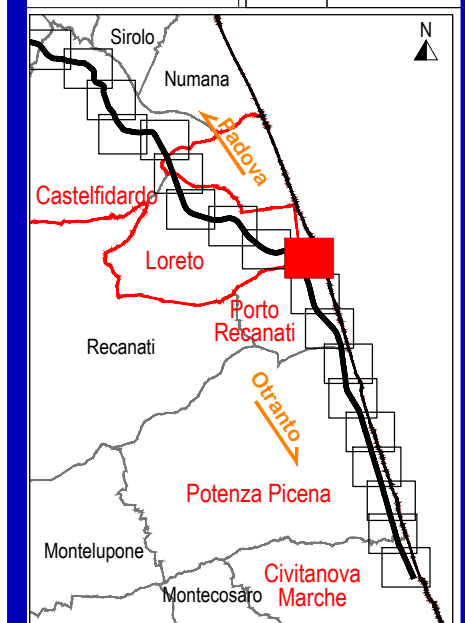 Sirolo
N
Numana
Padova
Castelfidardo
Loreto
Porto
Recanati
Recanati
Otranto
Potenza Picena
Montelupone
Civitanova
Marche
Montecosaro